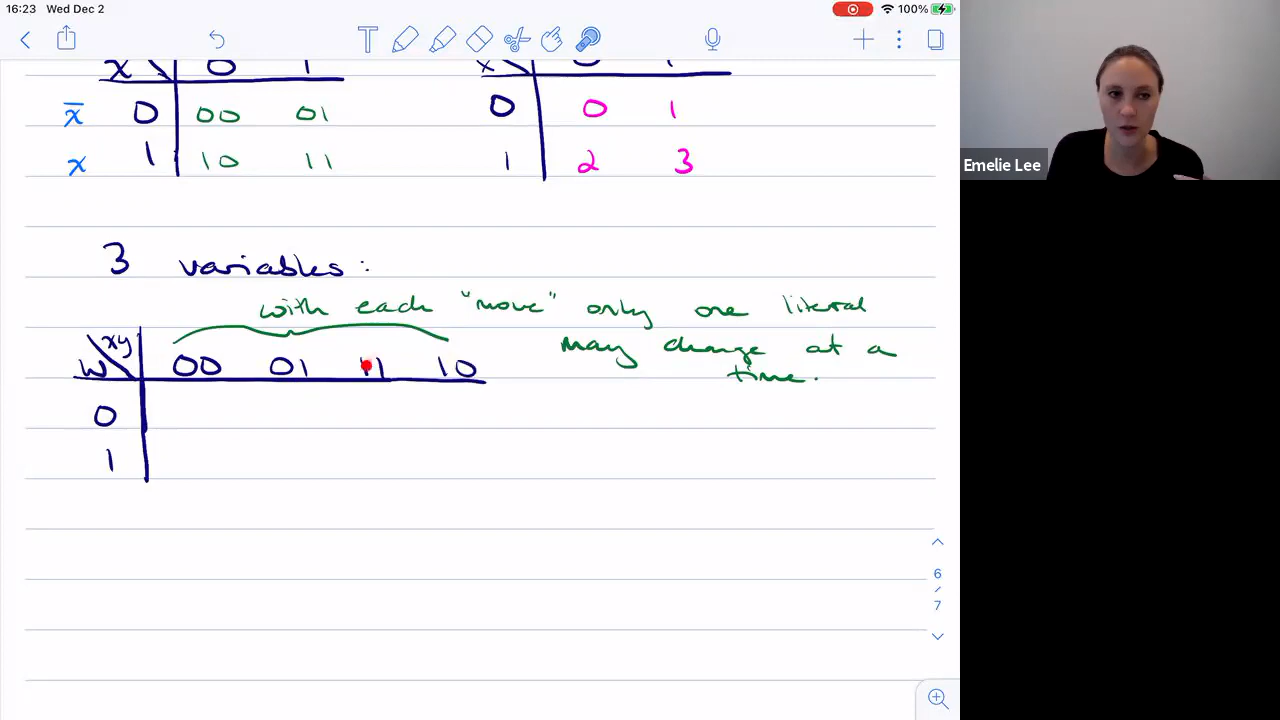 16:23 Wed Dec 2
100%
x 0 1
x̄ 0 00 01
x 1 10 11
x
0 0 1
1 2 3
Emelie Lee
3 variables:
with each "move" only one literal
may change at a
time.
w\xy 00 01 11 10
0
1
6
/
7